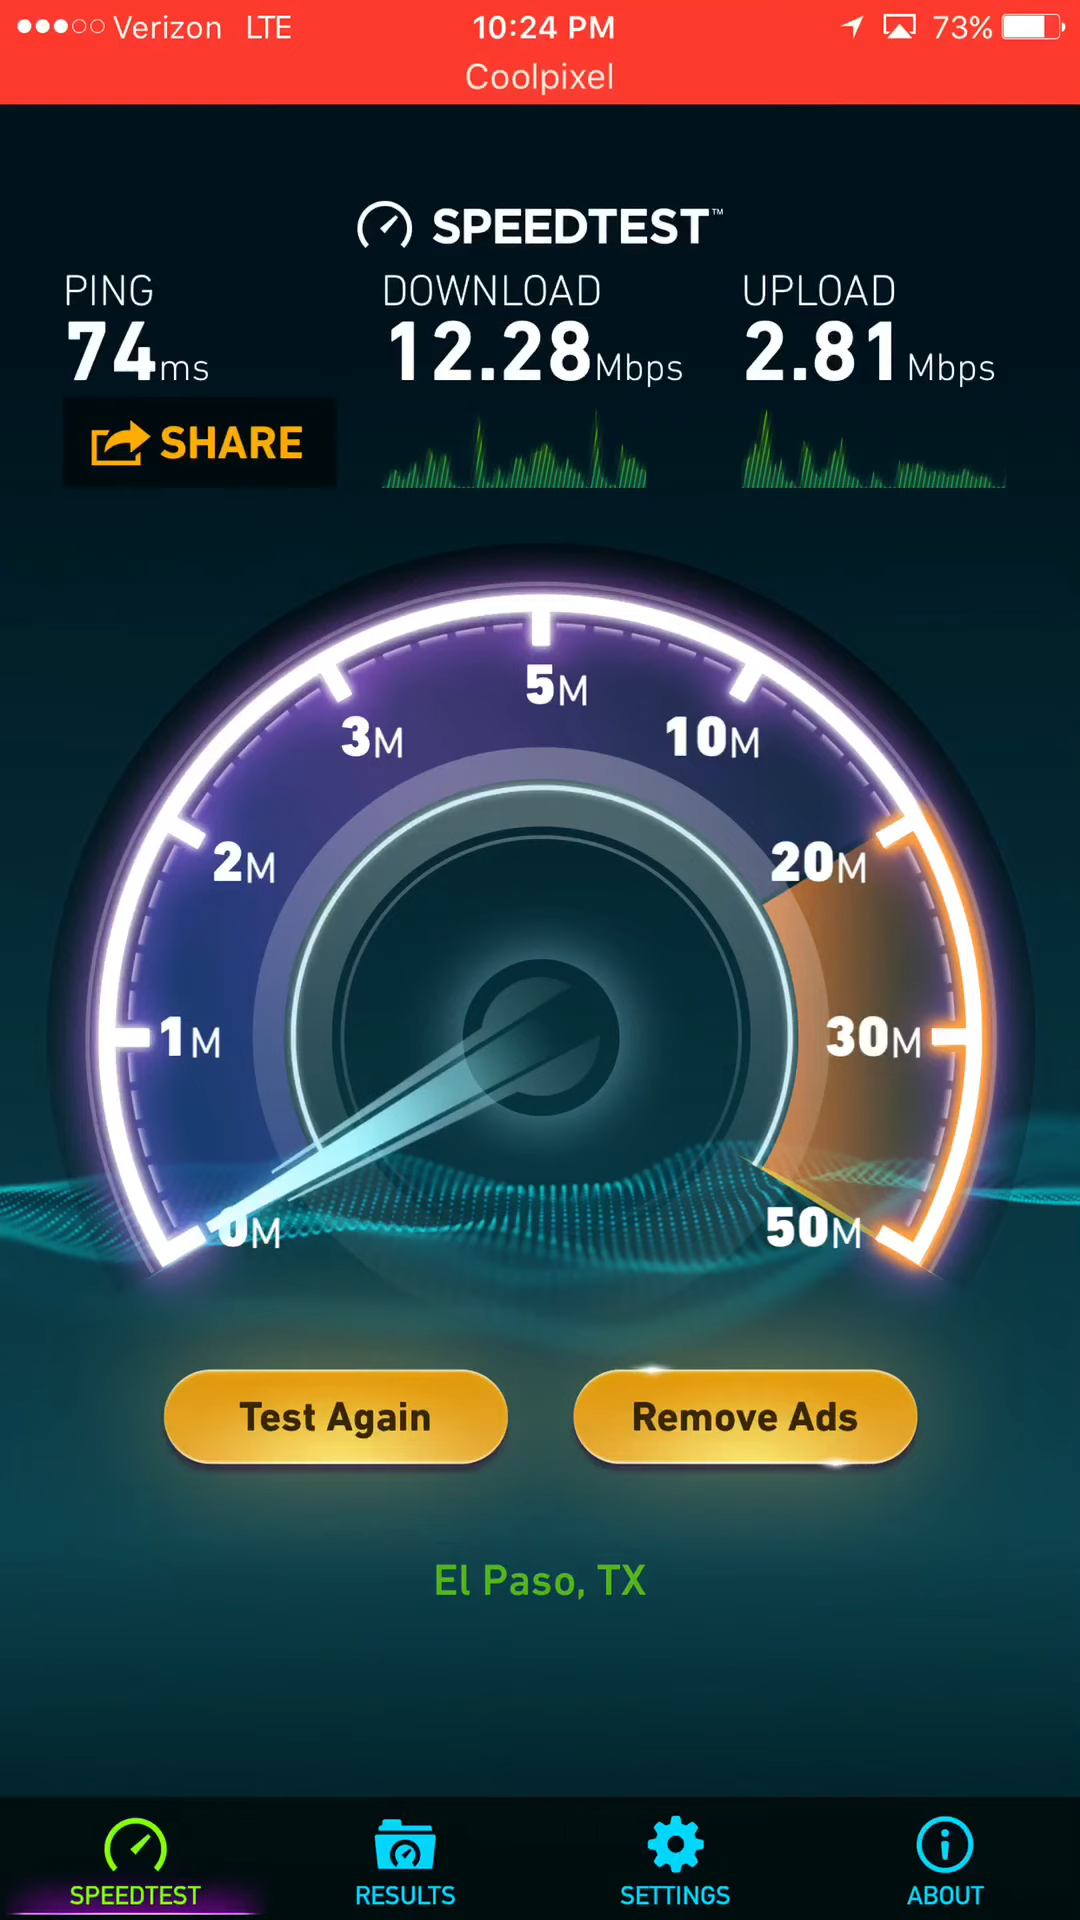 Verizon LTE 10:24 PM 73%
Coolpixel
SPEEDTEST™
PING DOWNLOAD UPLOAD
74ms 12.28Mbps 2.81Mbps
SHARE
5M
3M 10M
2M 20M
1M 30M
0M 50M
Test Again Remove Ads
El Paso, TX
SPEEDTEST RESULTS SETTINGS ABOUT